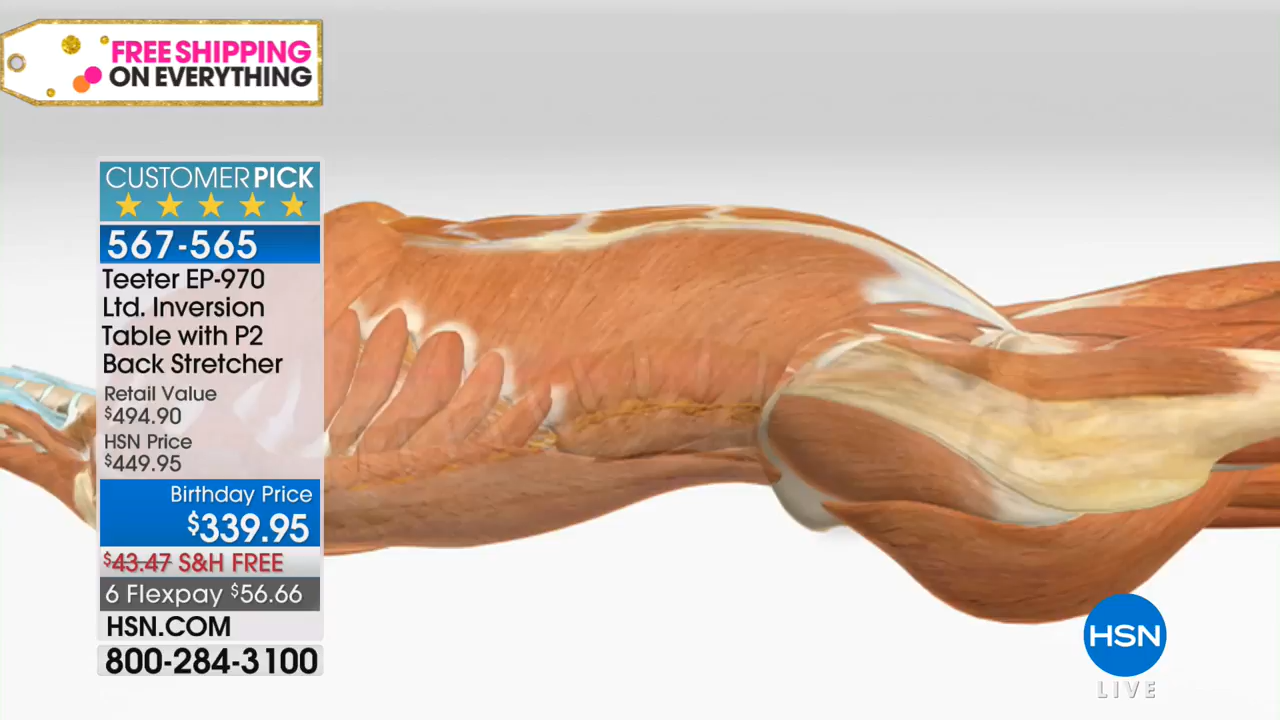 FREE SHIPPING
ON EVERYTHING
CUSTOMER PICK
567-565
Teeter EP-970
Ltd. Inversion
Table with P2
Back Stretcher
Retail Value
$494.90
HSN Price
$449.95
Birthday Price
$339.95
$43.47 S&H FREE
6 Flexpay $56.66
HSN.COM
800-284-3100
HSN
LIVE